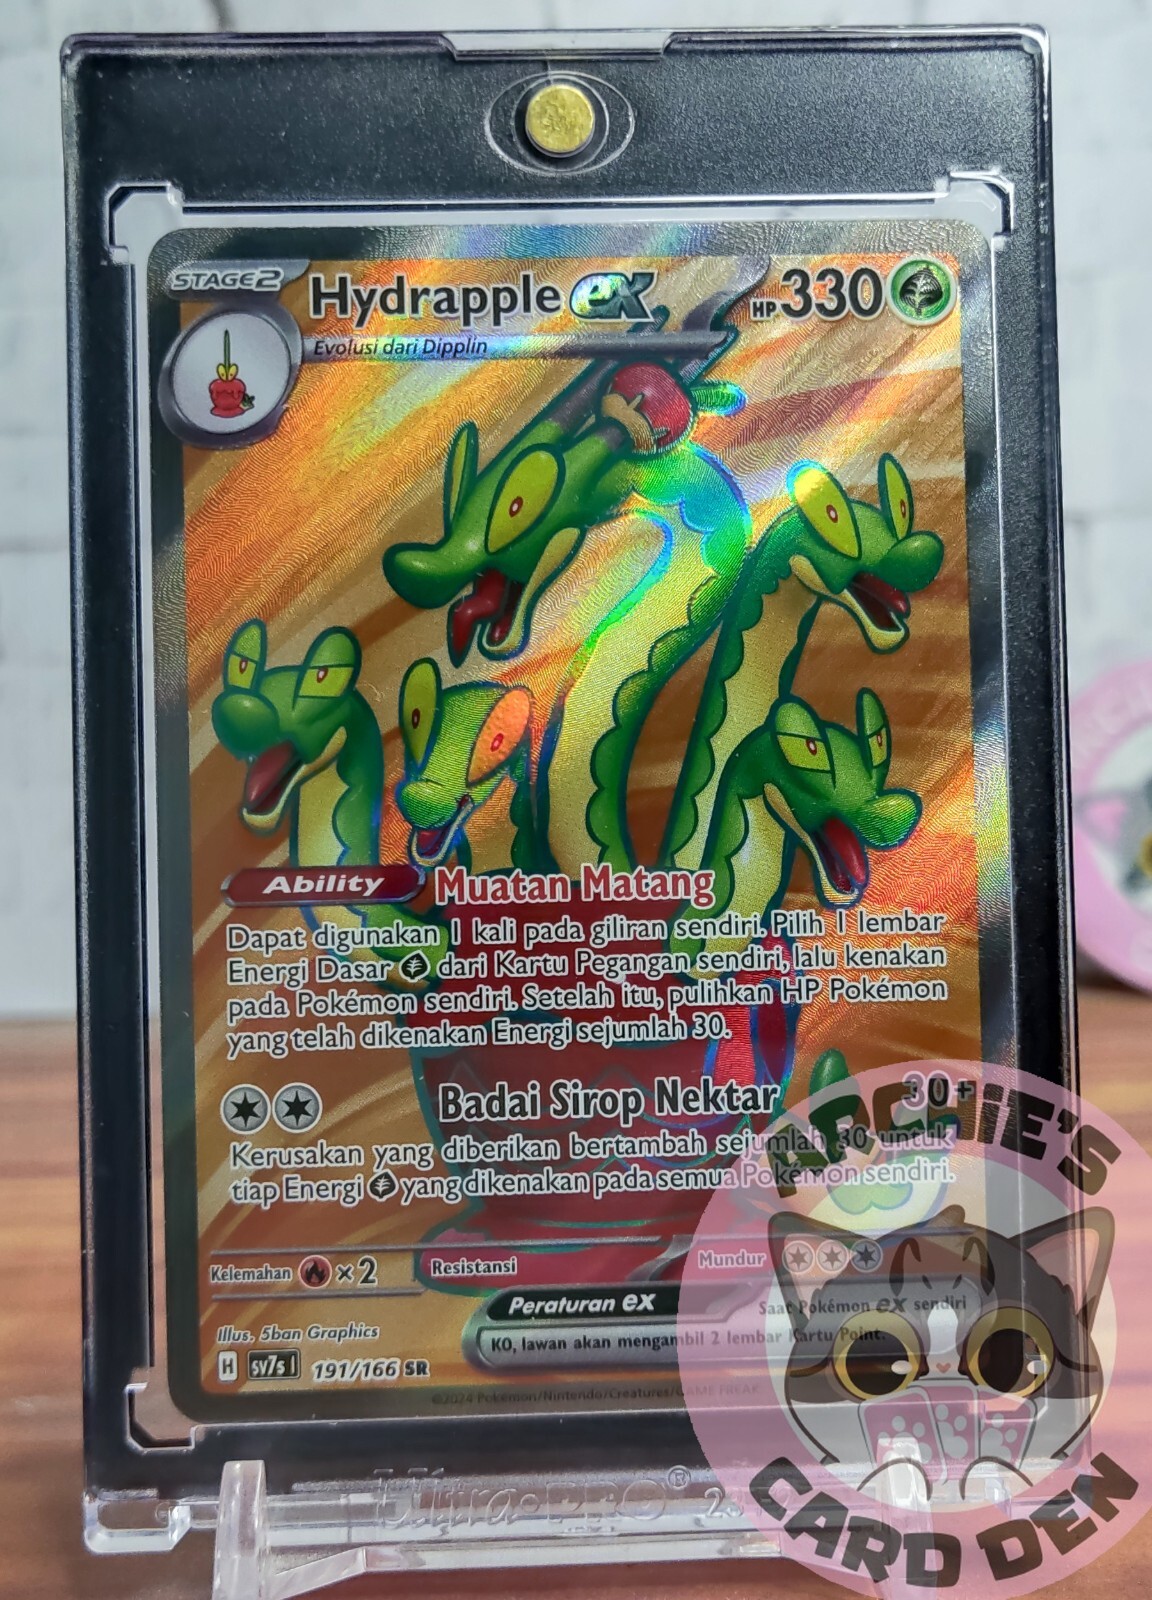 STAGE2
Hydrapple ex
HP 330
Evolusi dari Dipplin
Ability Muatan Matang
Dapat digunakan 1 kali pada giliran sendiri. Pilih 1 lembar
Energi Dasar dari Kartu Pegangan sendiri, lalu kenakan
pada Pokémon sendiri. Setelah itu, pulihkan HP Pokémon
yang telah dikenakan Energi sejumlah 30.
Badai Sirop Nektar 30+
Kerusakan yang diberikan bertambah sejumlah 30 untuk
tiap Energi yang dikenakan pada semua Pokémon sendiri.
Kelemahan ×2 Resistansi Mundur
Peraturan ex Saat Pokémon ex sendiri
KO, lawan akan mengambil 2 lembar Kartu Point.
Illus. 5ban Graphics
H sv7s I 191/166 SR
©2024 Pokémon/Nintendo/Creatures/GAME FREAK
Ultra•PRO®
ARCHIE'S
CARD DEN